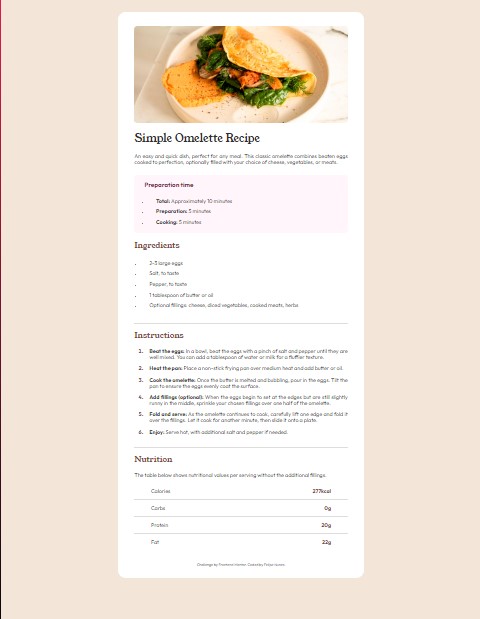 Simple Omelette Recipe
An easy and quick dish, perfect for any meal. This classic omelette combines beaten eggs
cooked to perfection, optionally filled with your choice of cheese, vegetables, or meats.
Preparation time
Total: Approximately 10 minutes
Preparation: 5 minutes
Cooking: 5 minutes
Ingredients
2-3 large eggs
Salt, to taste
Pepper, to taste
1 tablespoon of butter or oil
Optional fillings: cheese, diced vegetables, cooked meats, herbs
Instructions
1. Beat the eggs: In a bowl, beat the eggs with a pinch of salt and pepper until they are
well mixed. You can add a tablespoon of water or milk for a fluffier texture.
2. Heat the pan: Place a non-stick frying pan over medium heat and add butter or oil.
3. Cook the omelette: Once the butter is melted and bubbling, pour in the eggs. Tilt the
pan to ensure the eggs evenly coat the surface.
4. Add fillings (optional): When the eggs begin to set at the edges but are still slightly
runny in the middle, sprinkle your chosen fillings over one half of the omelette.
5. Fold and serve: As the omelette continues to cook, carefully lift one edge and fold it
over the fillings. Let it cook for another minute, then slide it onto a plate.
6. Enjoy: Serve hot, with additional salt and pepper if needed.
Nutrition
The table below shows nutritional values per serving without the additional fillings.
Calories 277kcal
Carbs 0g
Protein 20g
Fat 22g
Challenge by Frontend Mentor. Coded by